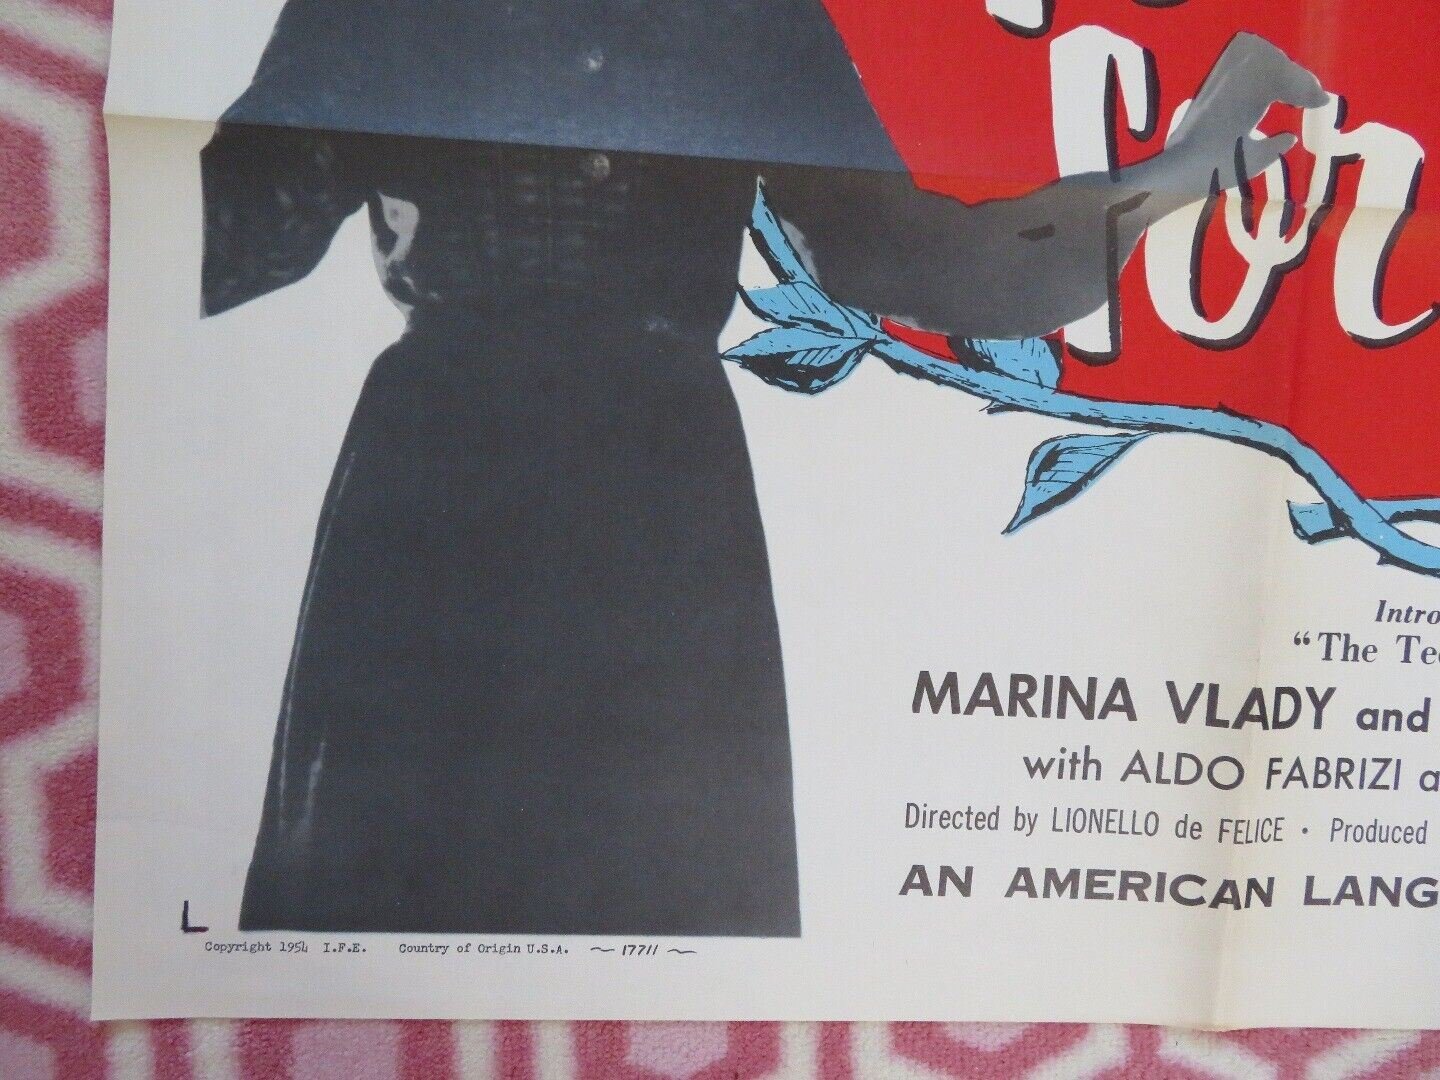 for
Intro
"The Tee
MARINA VLADY and
with ALDO FABRIZI a
Directed by LIONELLO de FELICE • Produced
AN AMERICAN LANG
L
Copyright 1954 I.F.E. Country of Origin U.S.A. ~ 17711 ~